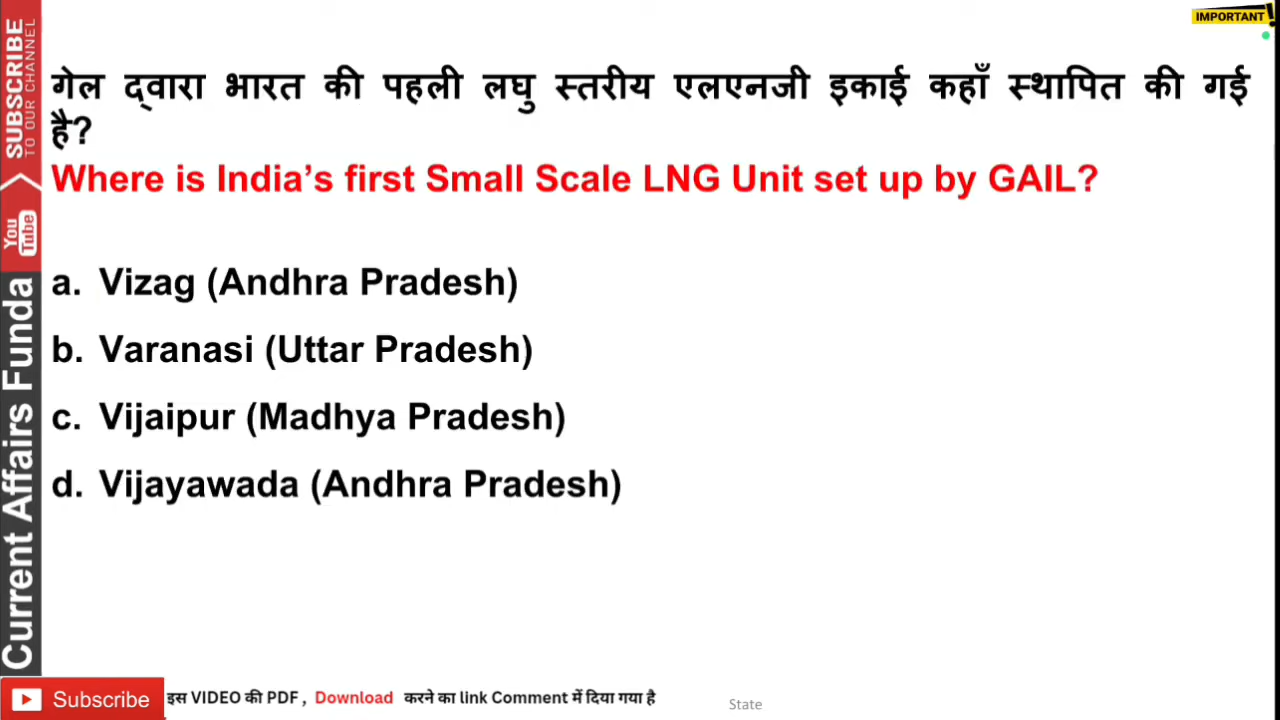 IMPORTANT
गेल द्वारा भारत की पहली लघु स्तरीय एलएनजी इकाई कहाँ स्थापित की गई
है?
Where is India’s first Small Scale LNG Unit set up by GAIL?
a. Vizag (Andhra Pradesh)
b. Varanasi (Uttar Pradesh)
c. Vijaipur (Madhya Pradesh)
d. Vijayawada (Andhra Pradesh)
SUBSCRIBE
TO OUR CHANNEL
You
Tube
Current Affairs Funda
Subscribe
इस VIDEO की PDF , Download करने का link Comment में दिया गया है
State